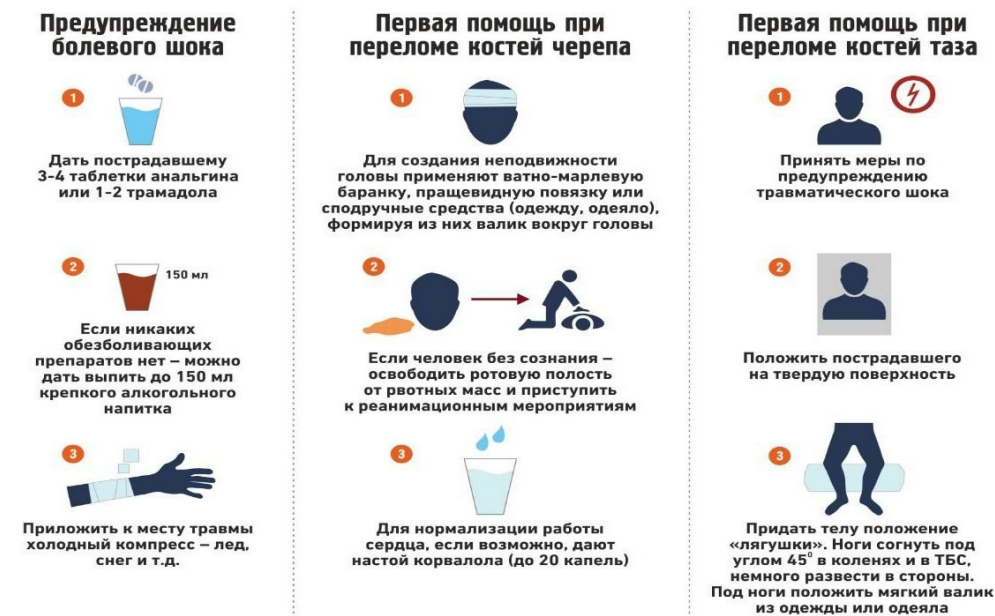 Предупреждение
болевого шока
1
Дать пострадавшему
3-4 таблетки анальгина
или 1-2 трамадола
2
150 мл
Если никаких
обезболивающих
препаратов нет – можно
дать выпить до 150 мл
крепкого алкогольного
напитка
3
Приложить к месту травмы
холодный компресс – лед,
снег и т.д.
Первая помощь при
переломе костей черепа
1
Для создания неподвижности
головы применяют ватно-марлевую
баранку, пращевидную повязку или
сподручные средства (одежду, одеяло),
формируя из них валик вокруг головы
2
Если человек без сознания –
освободить ротовую полость
от рвотных масс и приступить
к реанимационным мероприятиям
3
Для нормализации работы
сердца, если возможно, дают
настой корвалола (до 20 капель)
Первая помощь при
переломе костей таза
1
Принять меры по
предупреждению
травматического шока
2
Положить пострадавшего
на твердую поверхность
3
Придать телу положение
«лягушки». Ноги согнуть под
углом 45° в коленях и в ТБС,
немного развести в стороны.
Под ноги положить мягкий валик
из одежды или одеяла